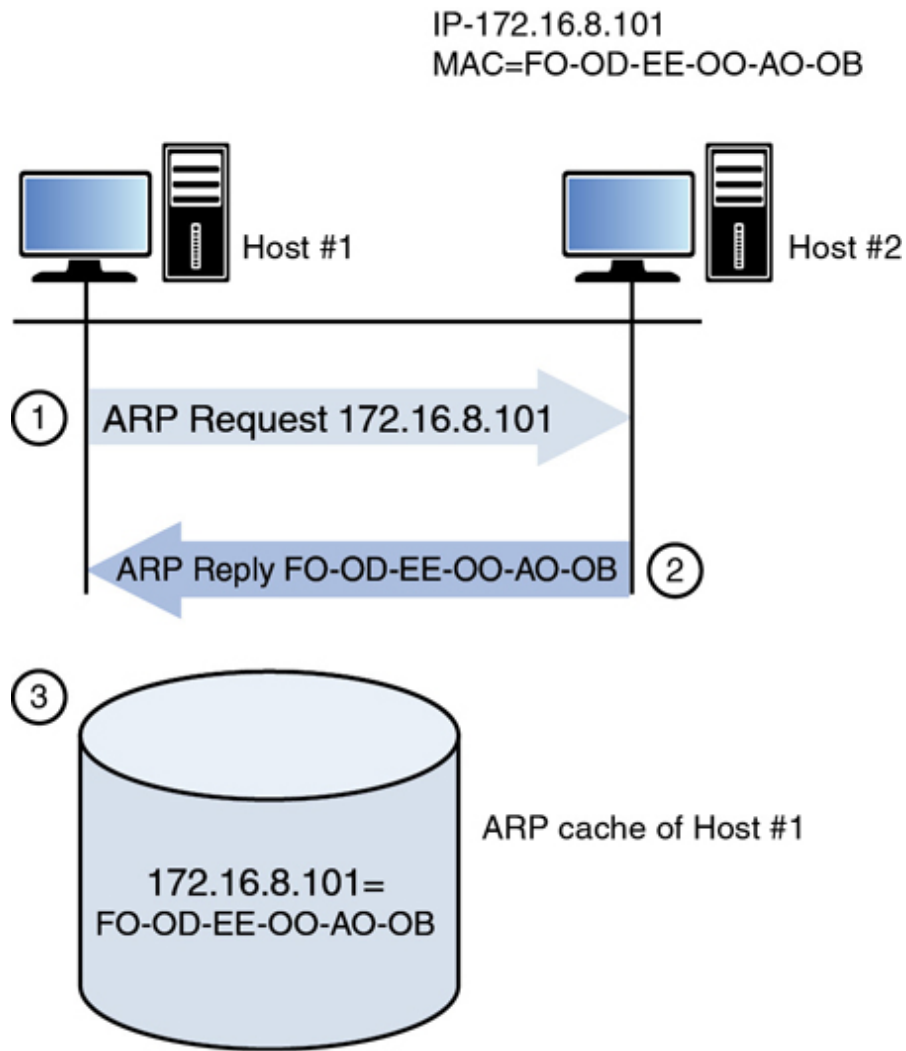 IP-172.16.8.101
MAC=FO-OD-EE-OO-AO-OB
Host #1
Host #2
1
ARP Request 172.16.8.101
ARP Reply FO-OD-EE-OO-AO-OB
2
3
ARP cache of Host #1
172.16.8.101=
FO-OD-EE-OO-AO-OB